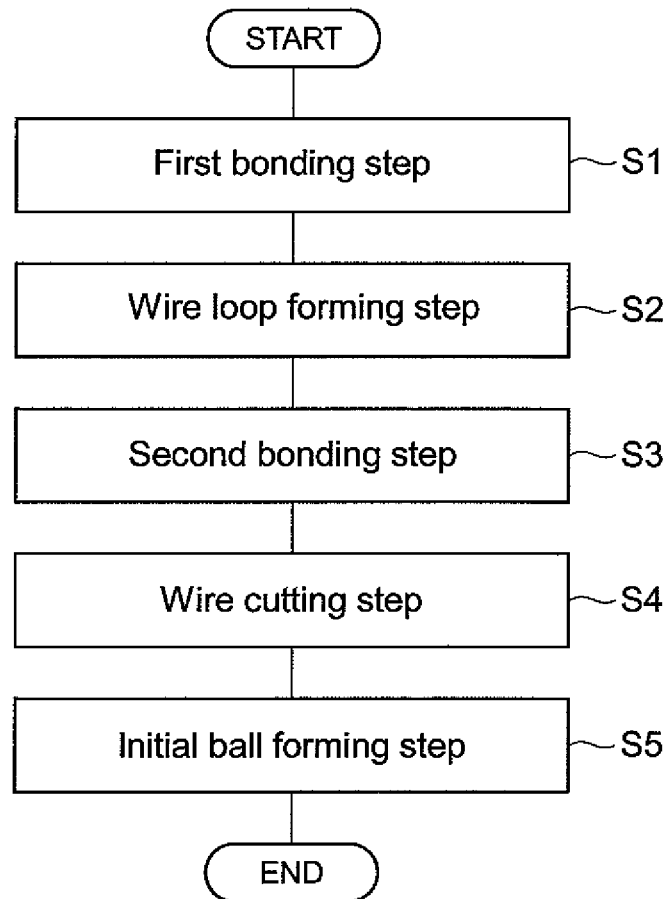 START
First bonding step S1
Wire loop forming step S2
Second bonding step S3
Wire cutting step S4
Initial ball forming step S5
END